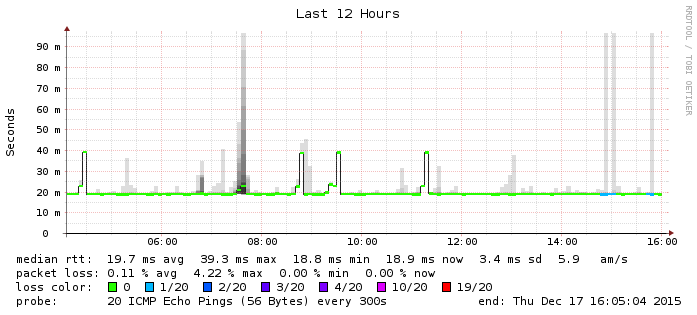 Last 12 Hours
RRDTOOL / TOBI OETIKER
Seconds
90 m
80 m
70 m
60 m
50 m
40 m
30 m
20 m
10 m
0
06:00 08:00 10:00 12:00 14:00 16:00
median rtt: 19.7 ms avg 39.3 ms max 18.8 ms min 18.9 ms now 3.4 ms sd 5.9 am/s
packet loss: 0.11 % avg 4.22 % max 0.00 % min 0.00 % now
loss color: 0 1/20 2/20 3/20 4/20 10/20 19/20
probe: 20 ICMP Echo Pings (56 Bytes) every 300s end: Thu Dec 17 16:05:04 2015